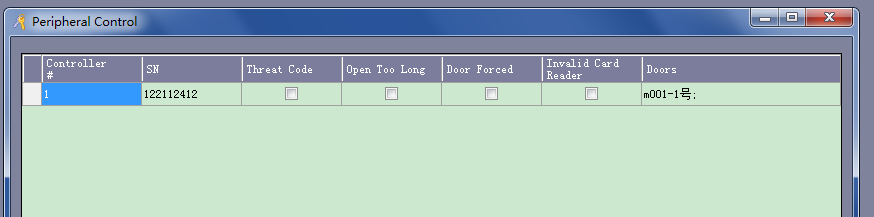 Peripheral Control
Controller # SN Threat Code Open Too Long Door Forced Invalid Card Reader Doors
1 122112412 m001-1号;